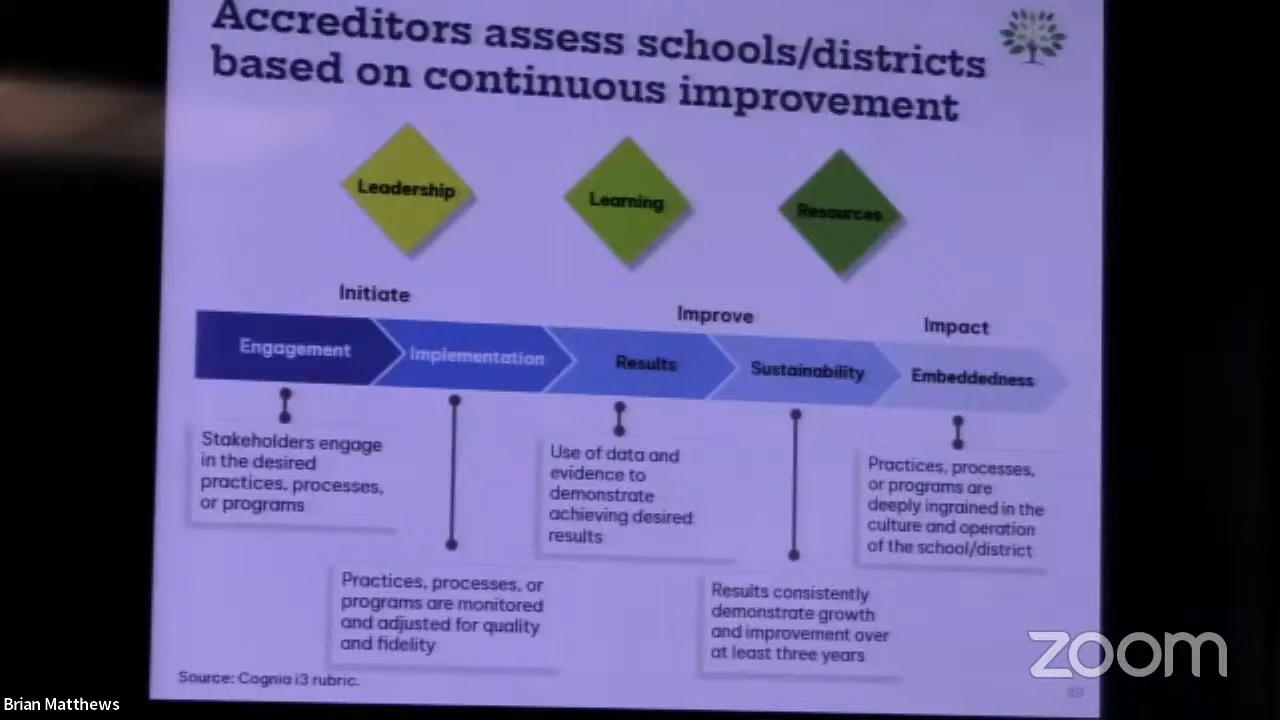 Accreditors assess schools/districts
based on continuous improvement
Leadership
Learning
Resources
Initiate
Improve
Impact
Engagement
Implementation
Results
Sustainability
Embeddedness
Stakeholders engage
in the desired
practices, processes,
or programs
Practices, processes, or
programs are monitored
and adjusted for quality
and fidelity
Use of data and
evidence to
demonstrate
achieving desired
results
Results consistently
demonstrate growth
and improvement over
at least three years
Practices, processes,
or programs are
deeply ingrained in the
culture and operation
of the school/district
Source: Cognia i3 rubric.
zoom
Brian Matthews